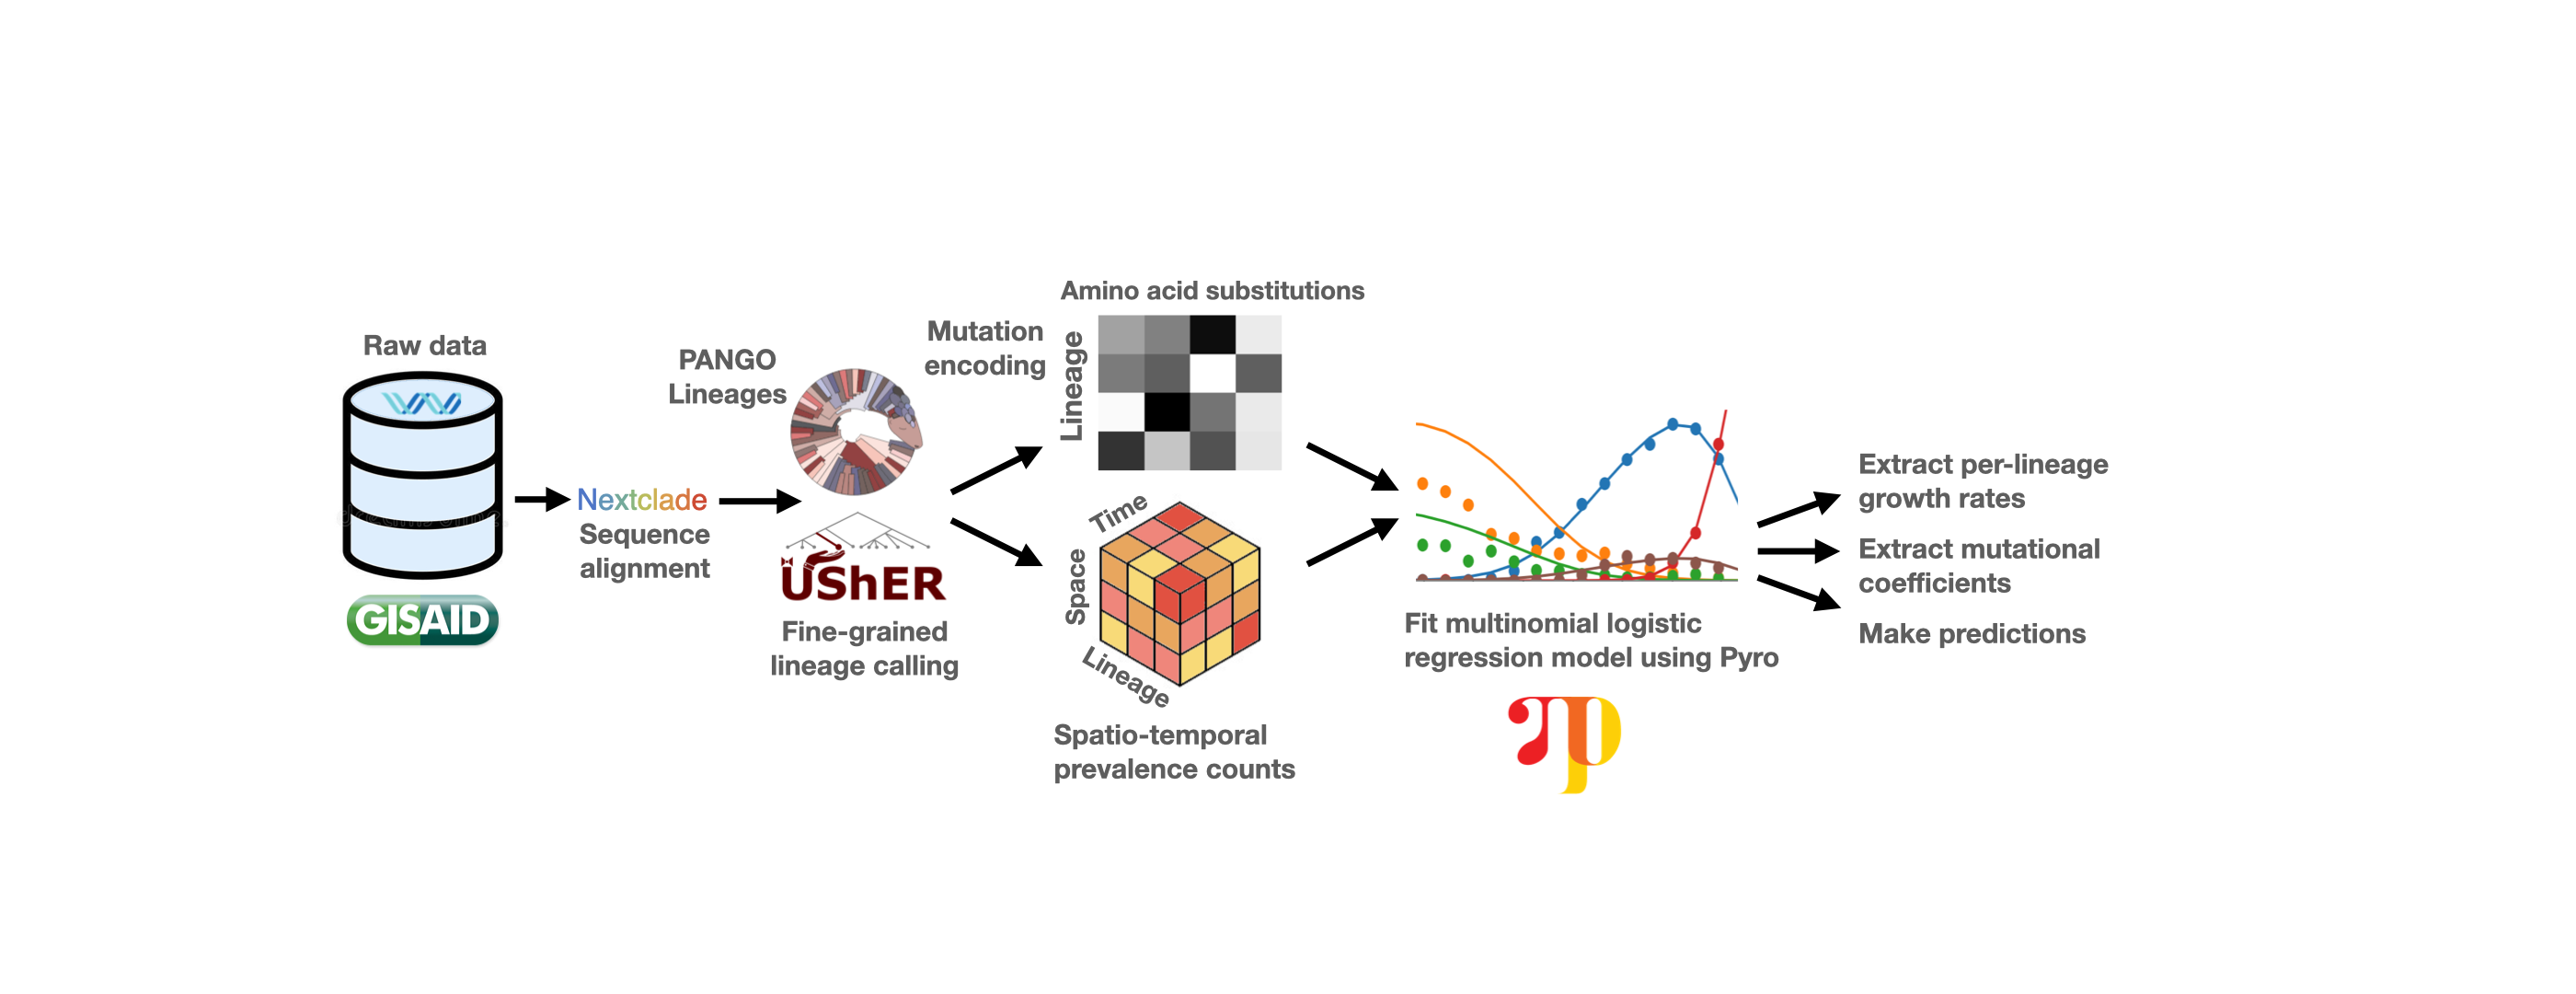 Raw data
GISAID
Nextclade
Sequence
alignment
PANGO
Lineages
UShER
Fine-grained
lineage calling
Mutation
encoding
Amino acid substitutions
Lineage
Time
Space
Lineage
Spatio-temporal
prevalence counts
Fit multinomial logistic
regression model using Pyro
Extract per-lineage
growth rates
Extract mutational
coefficients
Make predictions